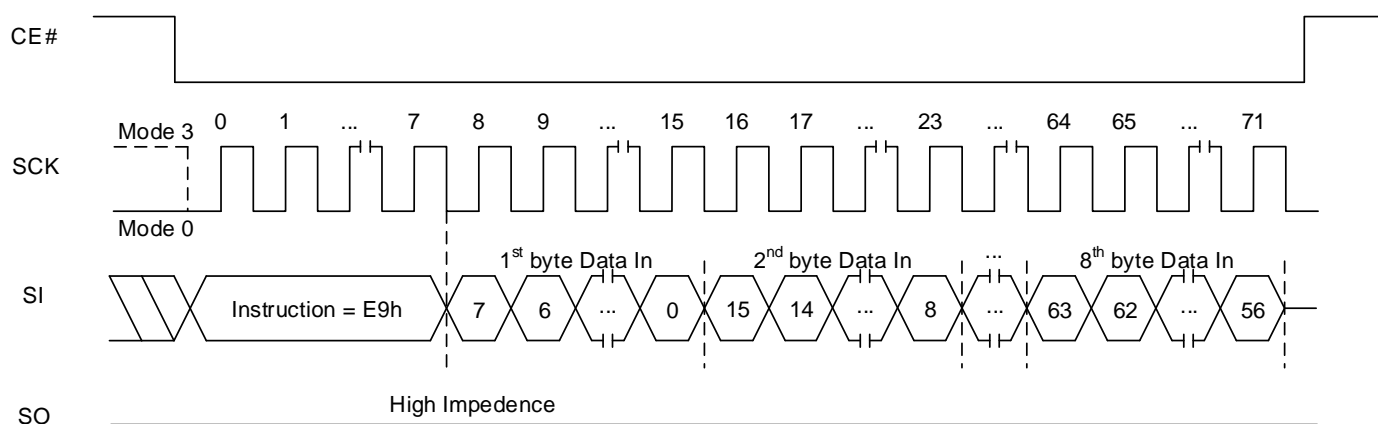 CE#
0 1 ... 7 8 9 ... 15 16 17 ... 23 ... 64 65 ... 71
Mode 3
SCK
Mode 0
1st byte Data In 2nd byte Data In ... 8th byte Data In
SI Instruction = E9h 7 6 ... 0 15 14 ... 8 ... 63 62 ... 56
High Impedence
SO